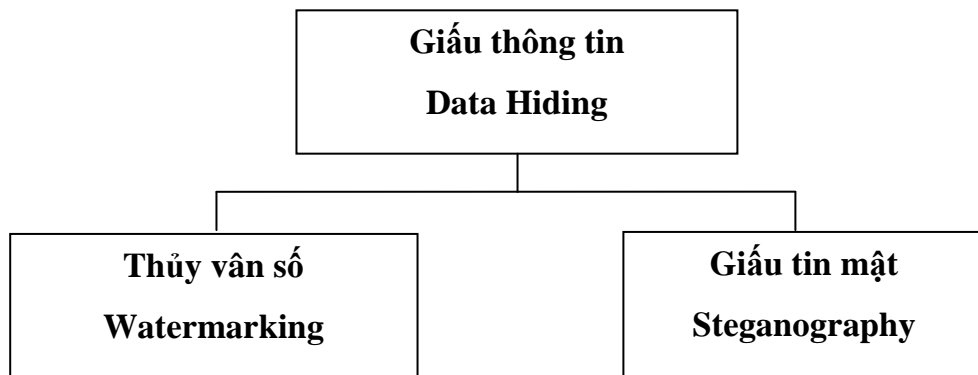 Giấu thông tin
Data Hiding
Thủy vân số
Watermarking
Giấu tin mật
Steganography